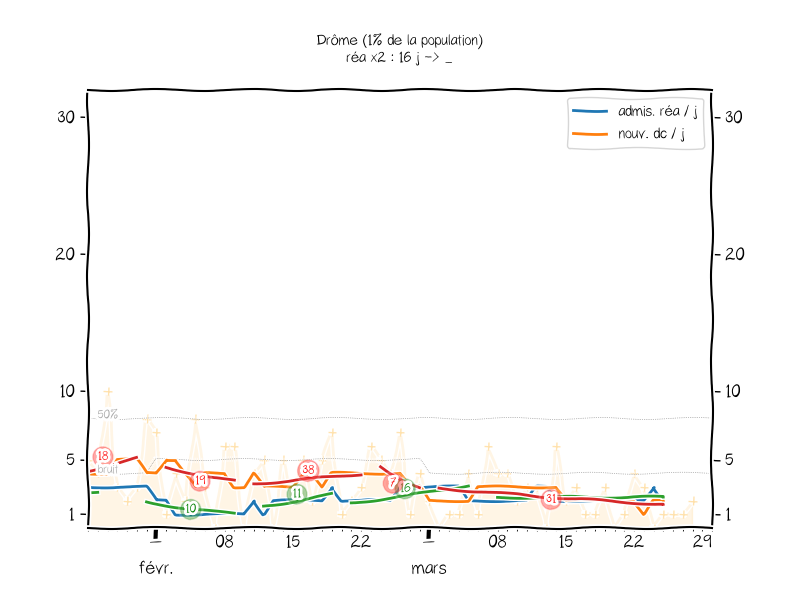 Drôme (1% de la population)
réa x2 : 16 j -> _
30 30
admis. réa / j
nouv. dc / j
20 20
10 10
50%
18
bruit
5 5
19
38
11
10
7
16
31
1 1
08 15 22 08 15 22 29
févr. mars